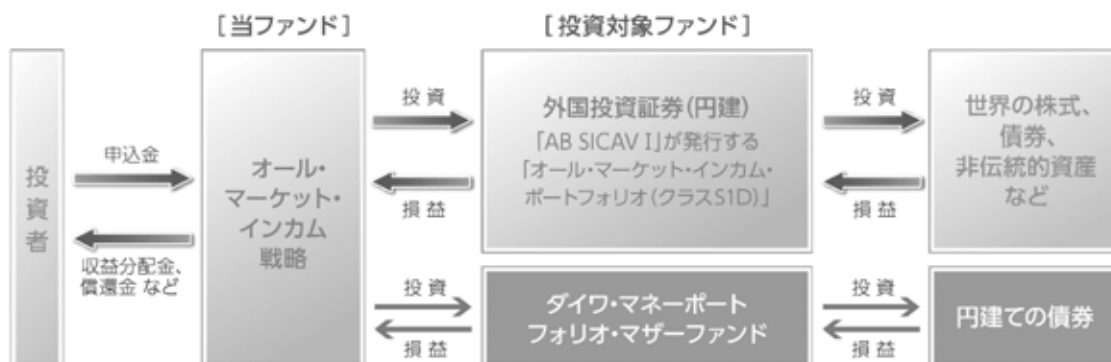 [当ファンド]
[投資対象ファンド]
投資者
申込金
収益分配金、
償還金 など
オール・
マーケット・
インカム
戦略
投資
損益
外国投資証券(円建)
「AB SICAV I」が発行する
「オール・マーケット・インカム・
ポートフォリオ(クラスS1D)」
投資
損益
世界の株式、
債券、
非伝統的資産
など
投資
損益
ダイワ・マネーポート
フォリオ・マザーファンド
投資
損益
円建ての債券